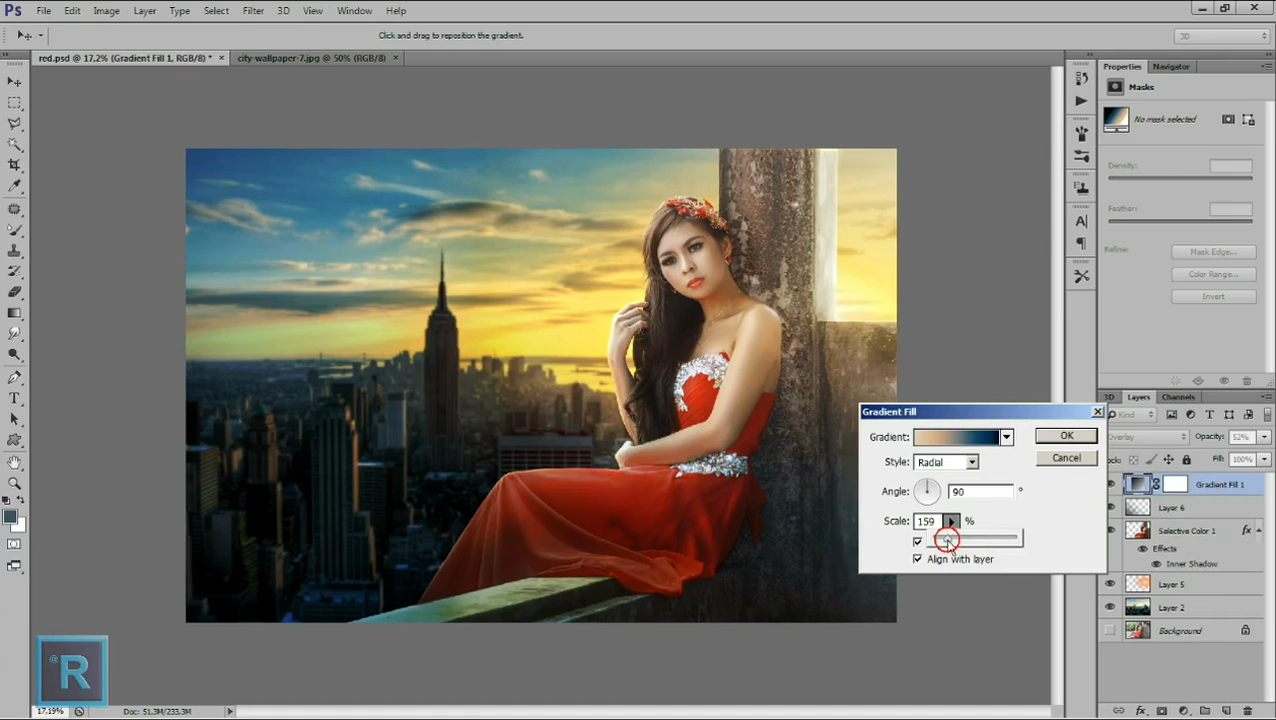 Ps File Edit Image Layer Type Select Filter 3D View Window Help
Click and drag to reposition the gradient.
3D
red.psd @ 17,2% (Gradient Fill 1, RGB/8) * ×
city-wallpaper-7.jpg @ 50% (RGB/8) ×
Properties Navigator
Masks
No mask selected
Density:
Feather:
Refine:
Mask Edge...
Color Range...
Invert
Gradient Fill
Gradient:
OK
Style: Radial
Cancel
Angle: 90 °
Scale: 159 %
Align with layer
3D Layers Channels
Kind
Overlay Opacity: 52%
Locks Fill: 100%
Gradient Fill 1
Layer 6
Selective Color 1 fx
Effects
Inner Shadow
Layer 5
Layer 2
Background
@R
17,19% Doc: 51,3M/233,3M